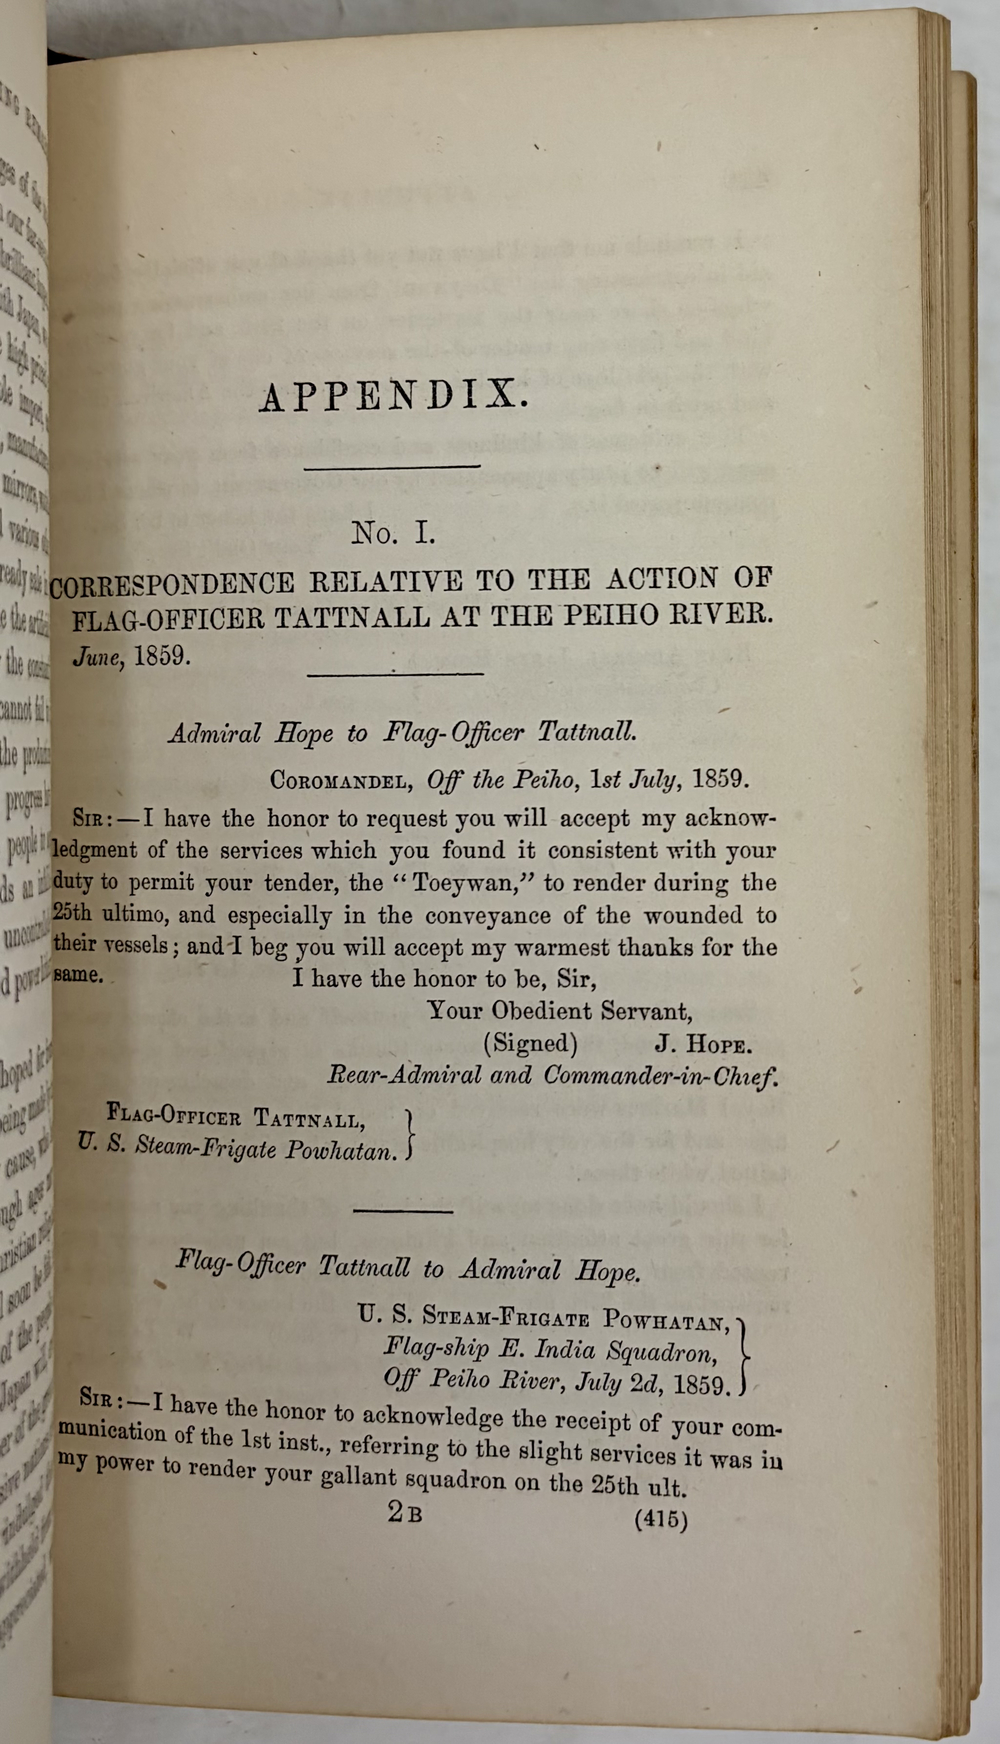 APPENDIX.
No. I.
CORRESPONDENCE RELATIVE TO THE ACTION OF
FLAG-OFFICER TATTNALL AT THE PEIHO RIVER.
June, 1859.
Admiral Hope to Flag-Officer Tattnall.
COROMANDEL, Off the Peiho, 1st July, 1859.
SIR:—I have the honor to request you will accept my acknow-
ledgment of the services which you found it consistent with your
duty to permit your tender, the “Toeywan,” to render during the
25th ultimo, and especially in the conveyance of the wounded to
their vessels; and I beg you will accept my warmest thanks for the
same. I have the honor to be, Sir,
Your Obedient Servant,
(Signed) J. HOPE.
Rear-Admiral and Commander-in-Chief.
FLAG-OFFICER TATTNALL,
U. S. Steam-Frigate Powhatan.
Flag-Officer Tattnall to Admiral Hope.
U. S. STEAM-FRIGATE POWHATAN,
Flag-ship E. India Squadron,
Off Peiho River, July 2d, 1859.
SIR:—I have the honor to acknowledge the receipt of your com-
munication of the 1st inst., referring to the slight services it was in
my power to render your gallant squadron on the 25th ult.
2B (415)